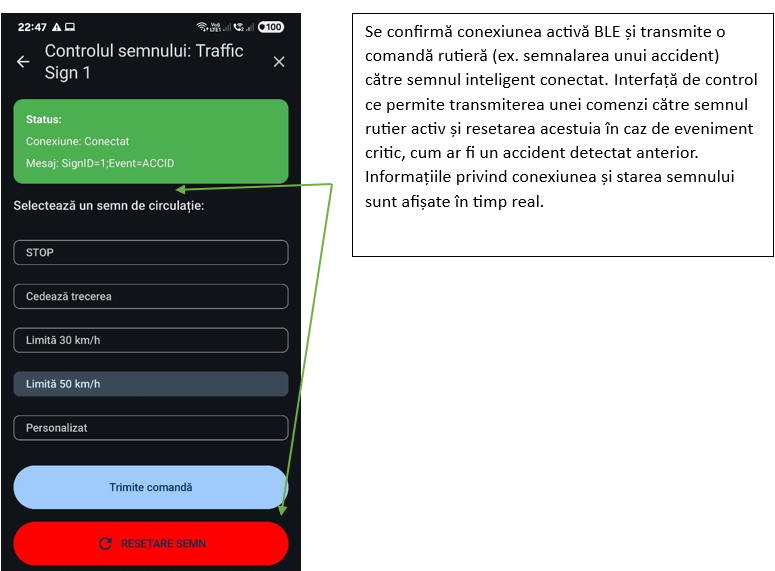 22:47
100
Controlul semnului: Traffic
Sign 1
Status:
Conexiune: Conectat
Mesaj: SignID=1;Event=ACCID
Selectează un semn de circulație:
STOP
Cedează trecerea
Limită 30 km/h
Limită 50 km/h
Personalizat
Trimite comandă
RESETARE SEMN
Se confirmă conexiunea activă BLE și transmite o
comandă rutieră (ex. semnalarea unui accident)
către semnul inteligent conectat. Interfață de control
ce permite transmiterea unei comenzi către semnul
rutier activ și resetarea acestuia în caz de eveniment
critic, cum ar fi un accident detectat anterior.
Informațiile privind conexiunea și starea semnului
sunt afișate în timp real.